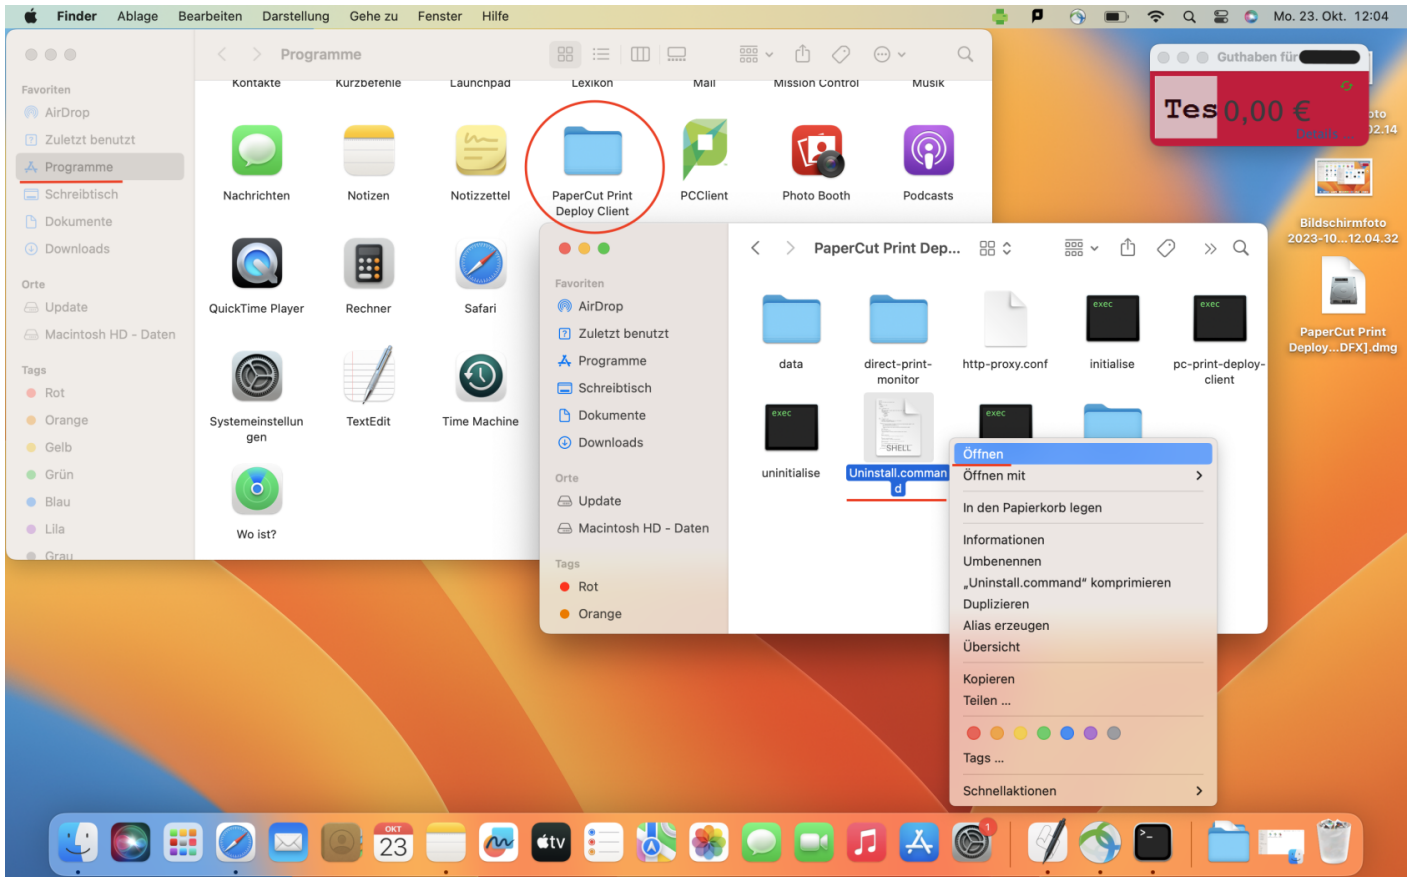 Finder Ablage Bearbeiten Darstellung Gehe zu Fenster Hilfe Mo. 23. Okt. 12:04
Programme
Favoriten
AirDrop
Zuletzt benutzt
Programme
Schreibtisch
Dokumente
Downloads
Orte
Update
Macintosh HD - Daten
Tags
Rot
Orange
Gelb
Grün
Blau
Lila
Grau
Kontakte Kurzbefehle Launchpad Lexikon Mail Mission Control Musik
Nachrichten Notizen Notizzettel PaperCut Print PCClient Photo Booth Podcasts
Deploy Client
QuickTime Player Rechner Safari
Systemeinstellun TextEdit Time Machine
gen
Wo ist?
Guthaben für
Tes 0,00 €
Details ...
oto
02.14
Bildschirmfoto
2023-10...12.04.32
PaperCut Print
Deploy...DFX].dmg
PaperCut Print Dep...
Favoriten
AirDrop
Zuletzt benutzt
Programme
Schreibtisch
Dokumente
Downloads
Orte
Update
Macintosh HD - Daten
Tags
Rot
Orange
exec exec
data direct-print- http-proxy.conf initialise pc-print-deploy-
monitor client
exec SHELL exec
uninitialise Uninstall.comman
d
Öffnen
Öffnen mit
In den Papierkorb legen
Informationen
Umbenennen
„Uninstall.command“ komprimieren
Duplizieren
Alias erzeugen
Übersicht
Kopieren
Teilen ...
Tags ...
Schnellaktionen
OKT
23
tv
1